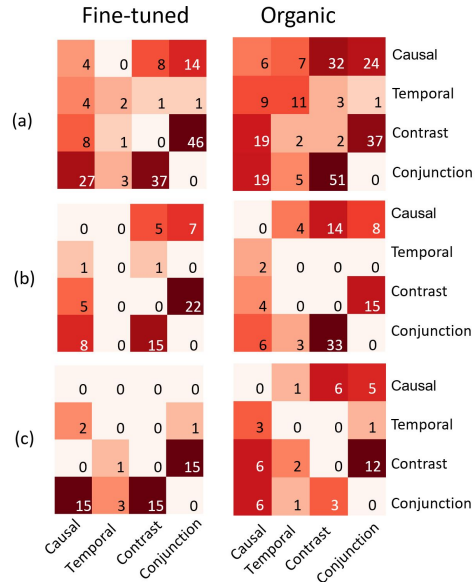 Fine-tuned Organic
4 0 8 14 6 7 32 24 Causal
4 2 1 1 9 11 3 1 Temporal
(a)
8 1 0 46 19 2 2 37 Contrast
27 3 37 0 19 5 51 0 Conjunction
0 0 5 7 0 4 14 8 Causal
1 0 1 0 2 0 0 0 Temporal
(b)
5 0 0 22 4 0 0 15 Contrast
8 0 15 0 6 3 33 0 Conjunction
0 0 0 0 0 1 6 5 Causal
2 0 0 1 3 0 0 1 Temporal
(c)
0 1 0 15 6 2 0 12 Contrast
15 3 15 0 6 1 3 0 Conjunction
Causal Temporal Contrast Conjunction Causal Temporal Contrast Conjunction